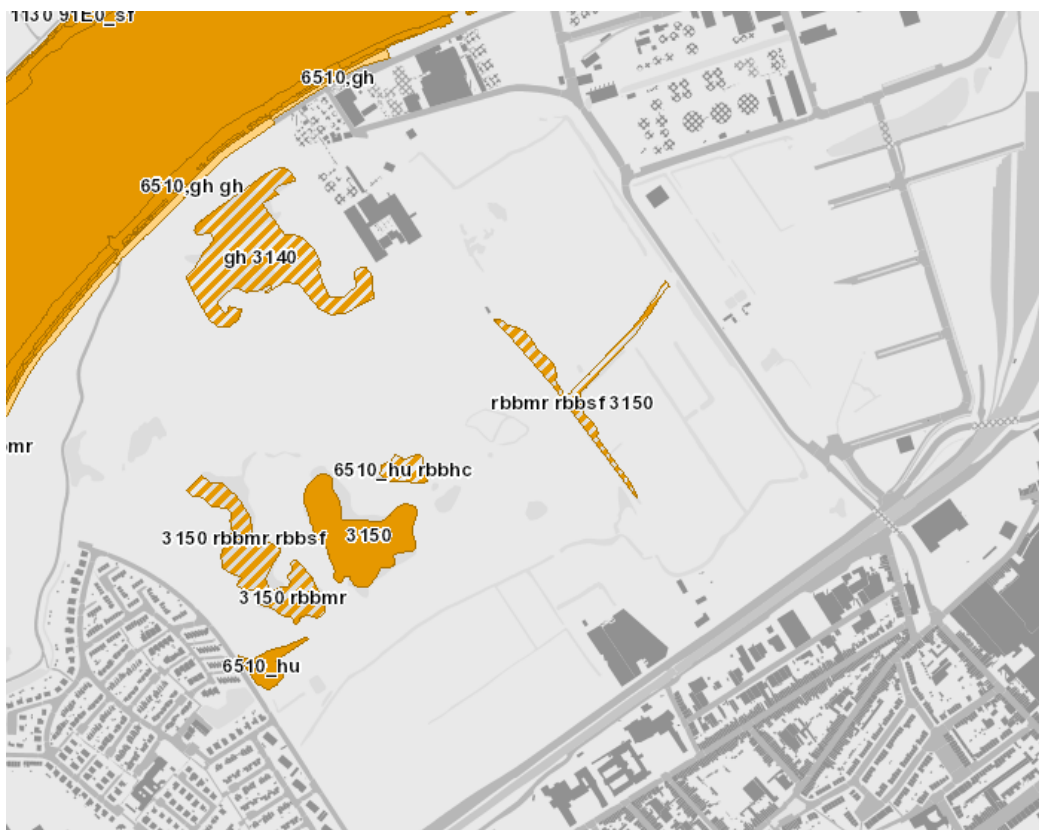 1130 91E0_sf
6510,gh
6510,gh gh
gh 3140
rbbmr rbbsf 3150
bmr
6510_hu rbbhc
3150 rbbmr rbbsf
3150
3150 rbbmr
6510_hu